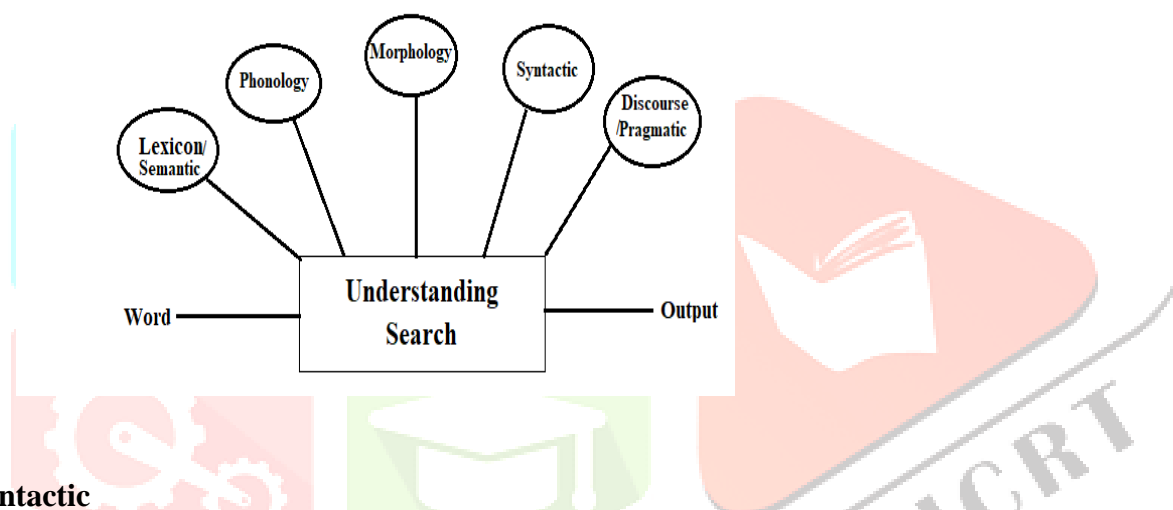 Morphology
Phonology
Syntactic
Discourse
/Pragmatic
Lexicon/
Semantic
Understanding
Search
Word
Output
ntactic